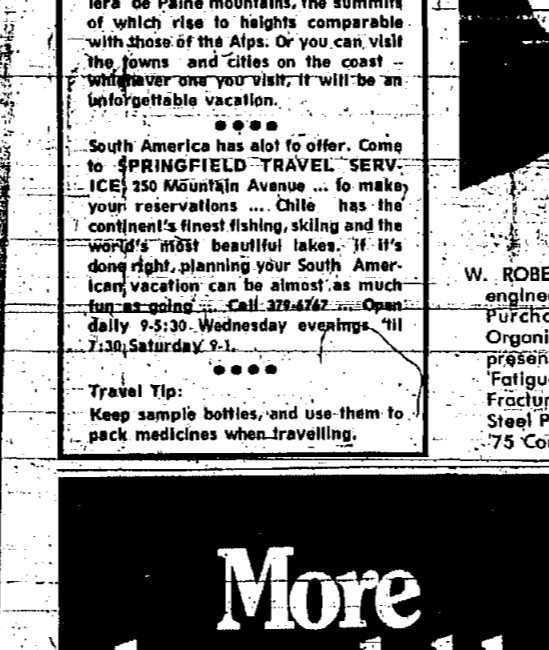 lera de Paine mountains, the summits
of which rise to heights comparable
with those of the Alps. Or you can visit
the towns and cities on the coast –
whichever one you visit, it will be an
unforgettable vacation.
South America has alot to offer. Come
to SPRINGFIELD TRAVEL SERV-
ICE, 250 Mountain Avenue ... to make
your reservations ... Chile has the
continent's finest fishing, skiing and the
world's most beautiful lakes. If it's
done right, planning your South Amer-
ican vacation can be almost as much
fun as going ... Call 379-6767 ... Open
daily 9-5:30 Wednesday evenings 'til
7:30, Saturday 9-1.
Travel Tip:
Keep sample bottles, and use them to
pack medicines when travelling.
W. ROBE
engine
Purcha
Organi
presen
'Fatigu
Fractur
Steel P
'75 Co
More